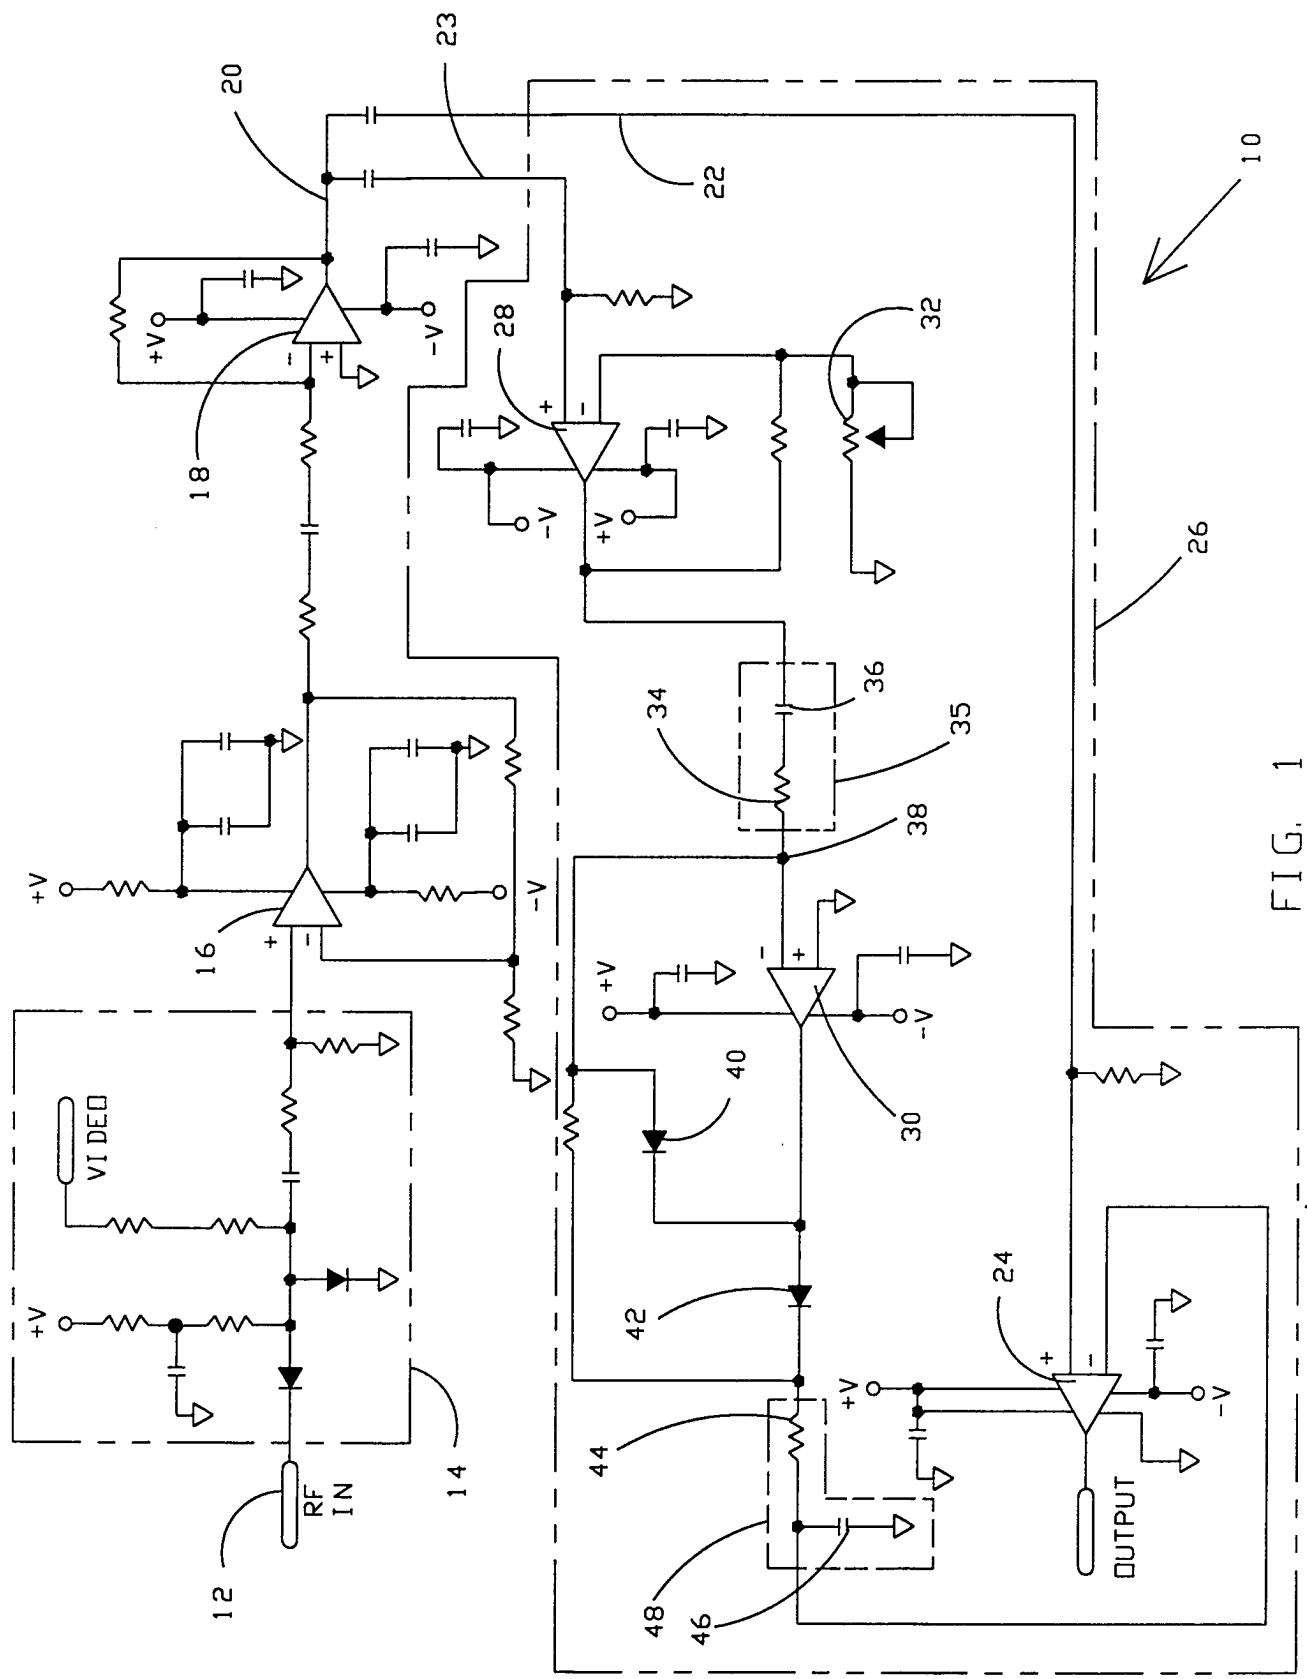 12
RF
IN
14
+V
VIDEO
16
+
-
+V
-V
18
-
+
+V
-V
20
23
22
28
+
-
-V
+V
32
34
36
35
38
-
+
+V
-V
30
40
42
44
48
46
24
+
-
+V
-V
OUTPUT
26
10
FIG. 1